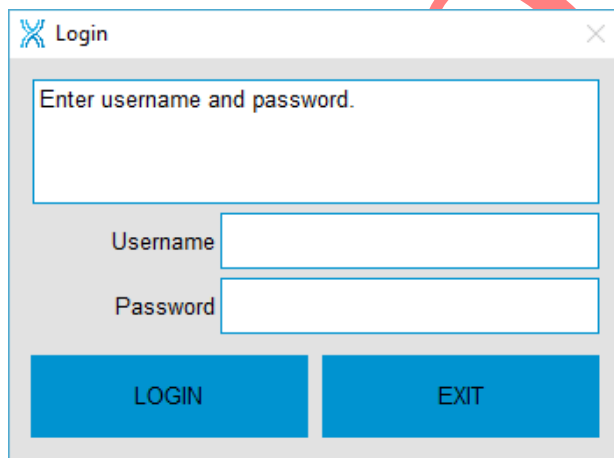 Login
Enter username and password.
Username
Password
LOGIN
EXIT